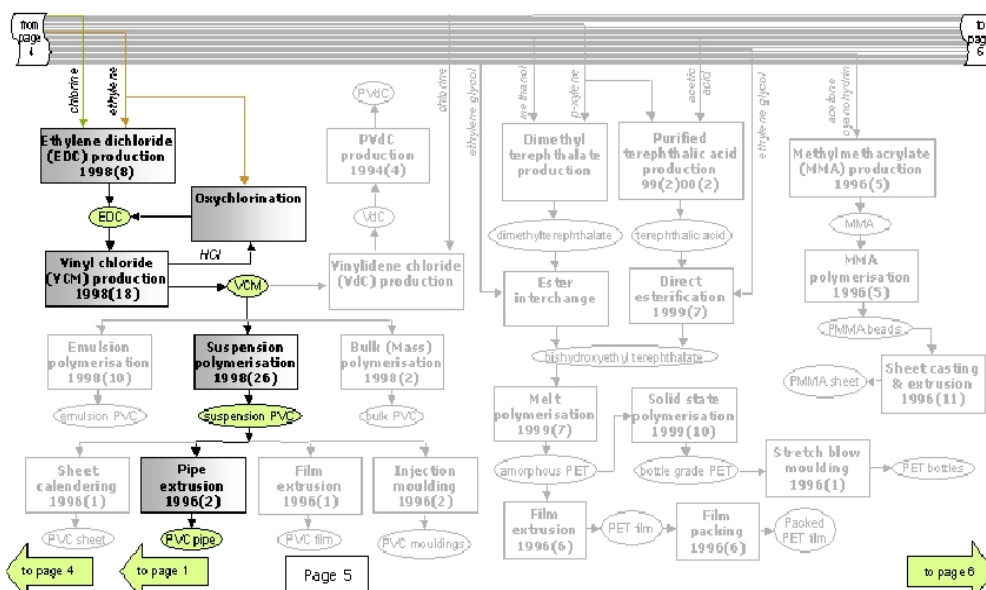 from
page
4
to
page
6
chlorine
ethylene
chlorine
ethylene glycol
methanol
p-xylene
acetic
acid
ethylene glycol
acetone
cyanohydrin
Ethylene dichloride
(EDC) production
1998(8)
Oxychlorination
EDC
HCl
Vinyl chloride
(VCM) production
1998(18)
VCM
PVdC
PVdC
production
1994(4)
VdC
Vinylidene chloride
(VdC) production
Dimethyl
terephthalate
production
Purified
terephthalic acid
production
99(2)00(2)
Methylmethacrylate
(MMA) production
1996(5)
dimethylterephthalate
terephthalic acid
MMA
Ester
interchange
Direct
esterification
1999(7)
MMA
polymerisation
1996(5)
Emulsion
polymerisation
1998(10)
Suspension
polymerisation
1998(26)
Bulk (Mass)
polymerisation
1998(2)
bishydroxyethyl terephthalate
PMMA beads
PMMA sheet
Sheet casting
& extrusion
1996(11)
emulsion PVC
suspension PVC
bulk PVC
Melt
polymerisation
1999(7)
Solid state
polymerisation
1999(10)
Sheet
calendering
1996(1)
Pipe
extrusion
1996(2)
Film
extrusion
1996(1)
Injection
moulding
1996(2)
amorphous PET
bottle grade PET
Stretch blow
moulding
1996(1)
PET bottles
PVC sheet
PVC pipe
PVC film
PVC mouldings
Film
extrusion
1996(6)
PET film
Film
packing
1996(6)
Packed
PET film
to page 4
to page 1
Page 5
to page 6